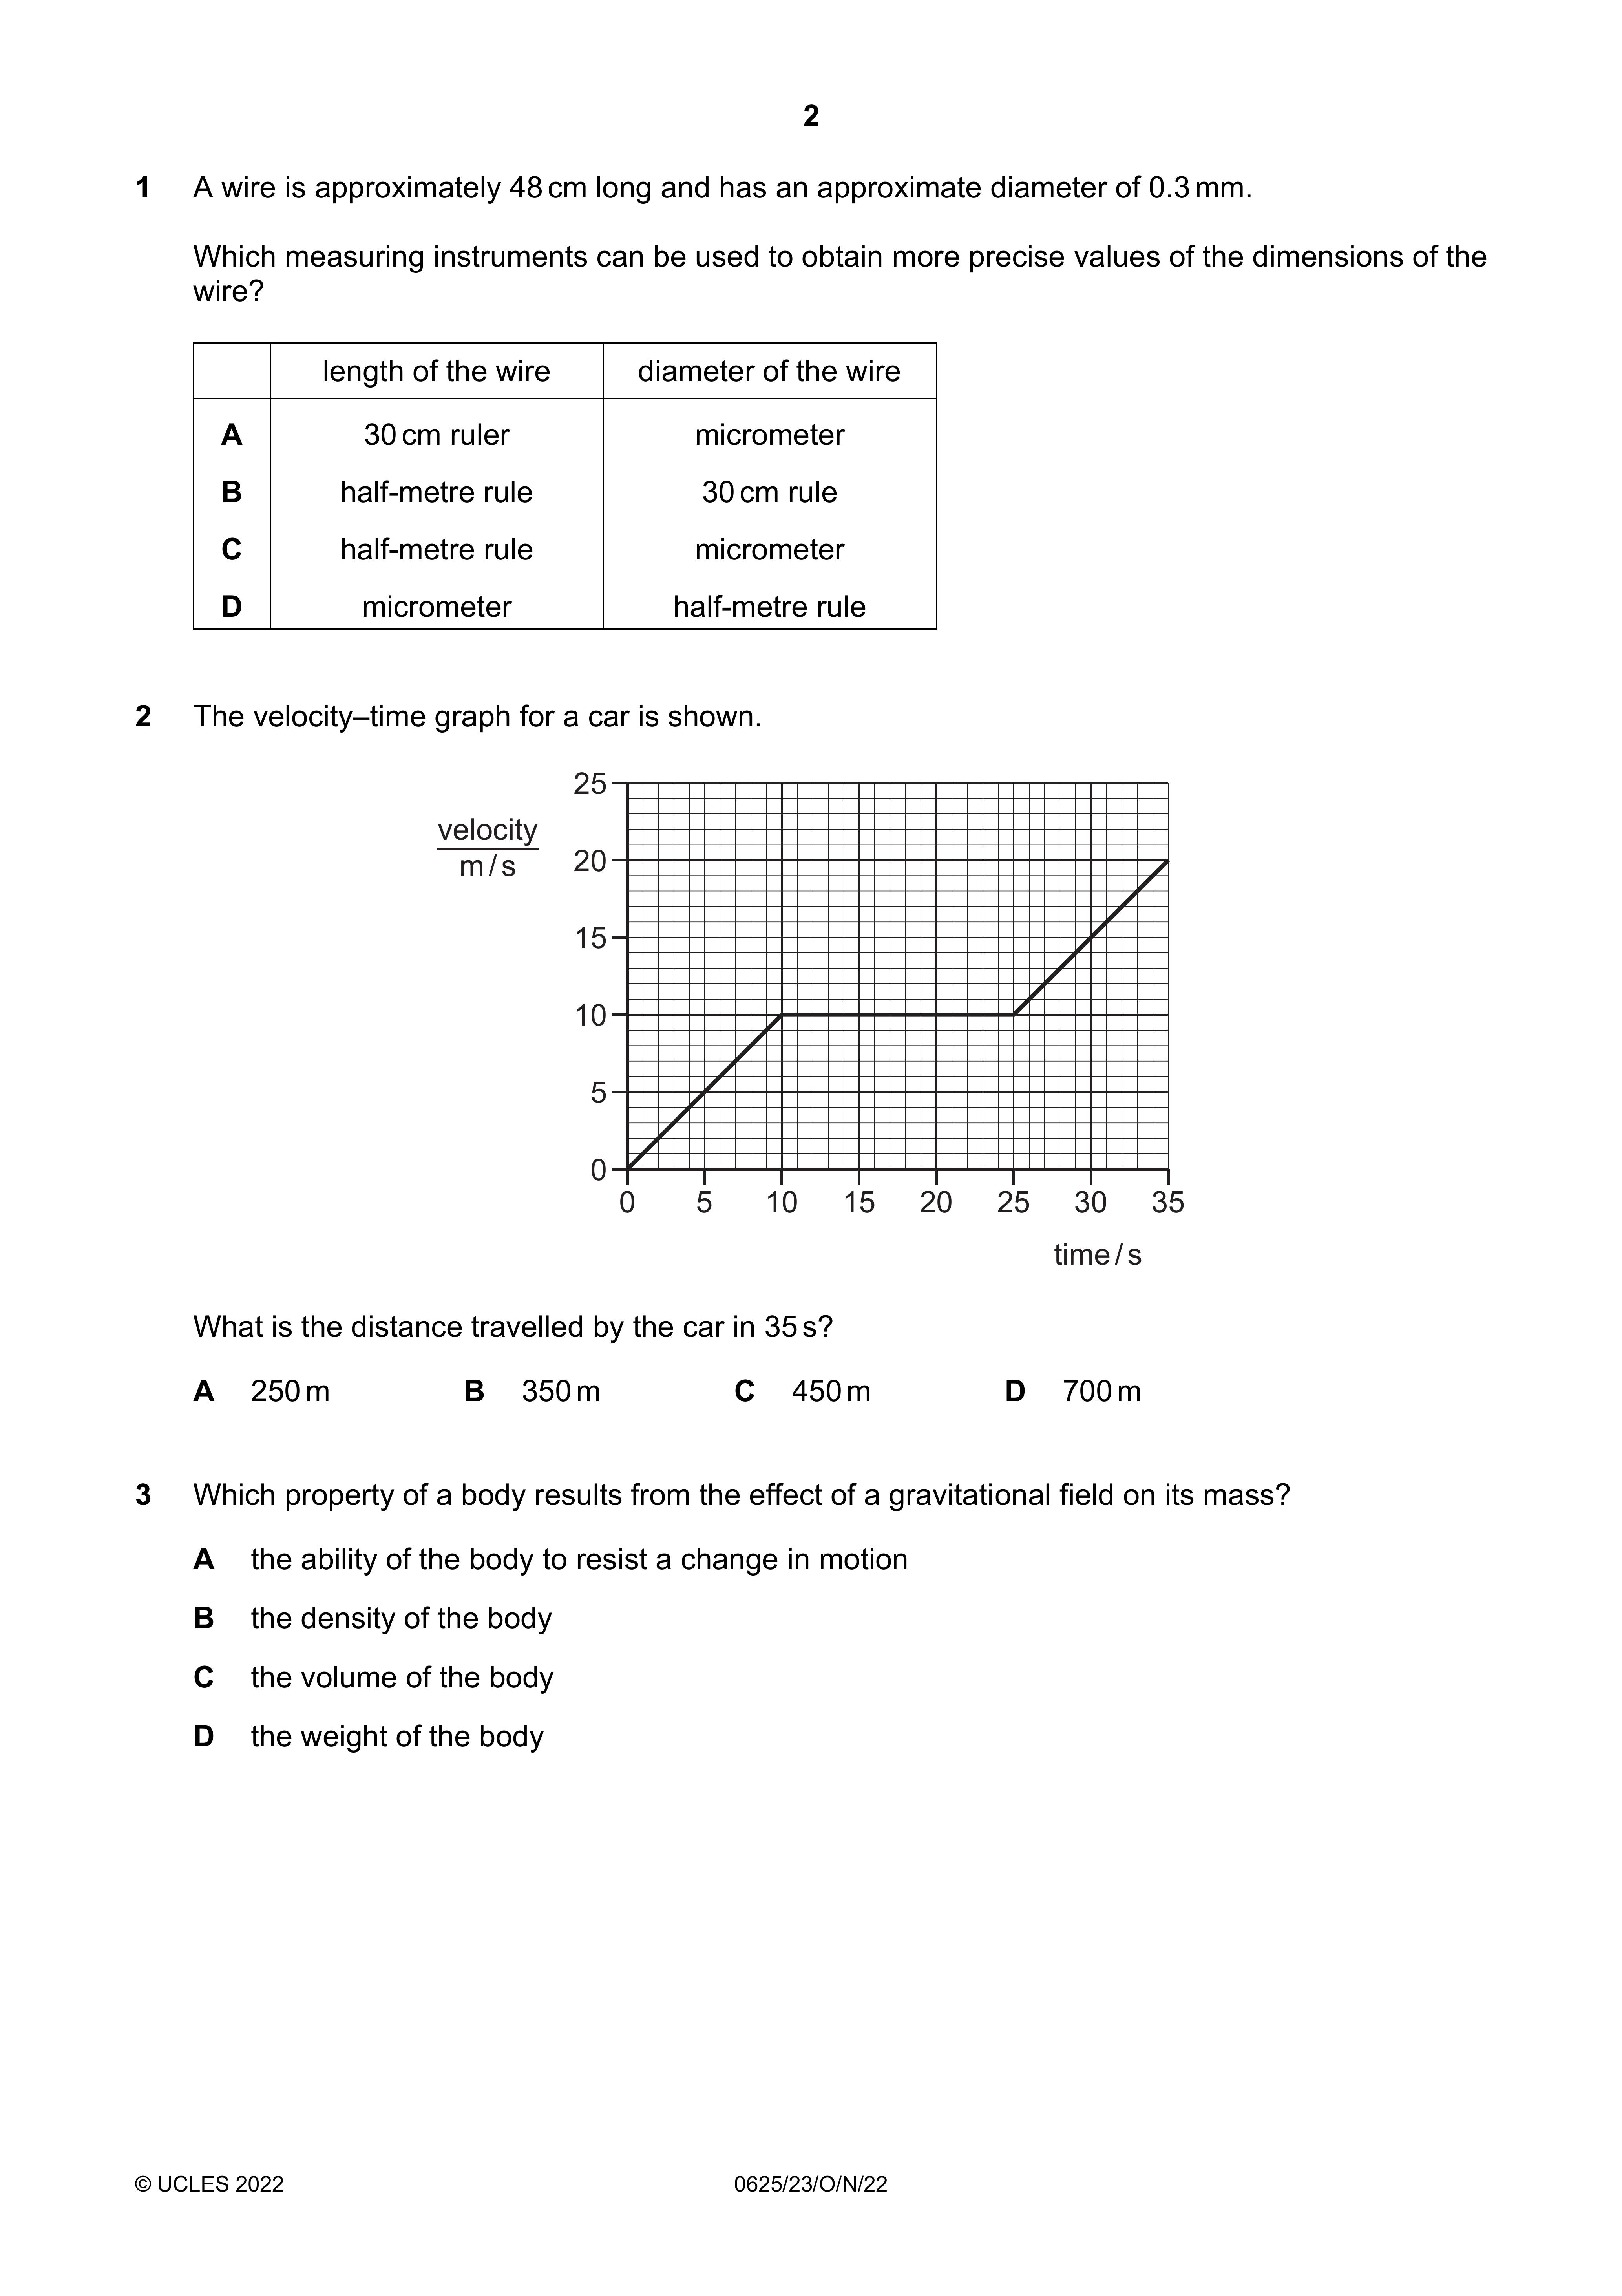 2
1 A wire is approximately 48 cm long and has an approximate diameter of 0.3 mm.
Which measuring instruments can be used to obtain more precise values of the dimensions of the
wire?
length of the wire diameter of the wire
A 30 cm ruler micrometer
B half-metre rule 30 cm rule
C half-metre rule micrometer
D micrometer half-metre rule
2 The velocity–time graph for a car is shown.
25
velocity
m / s
20
15
10
5
0
0 5 10 15 20 25 30 35
time / s
What is the distance travelled by the car in 35 s?
A 250 m B 350 m C 450 m D 700 m
3 Which property of a body results from the effect of a gravitational field on its mass?
A the ability of the body to resist a change in motion
B the density of the body
C the volume of the body
D the weight of the body
© UCLES 2022 0625/23/O/N/22